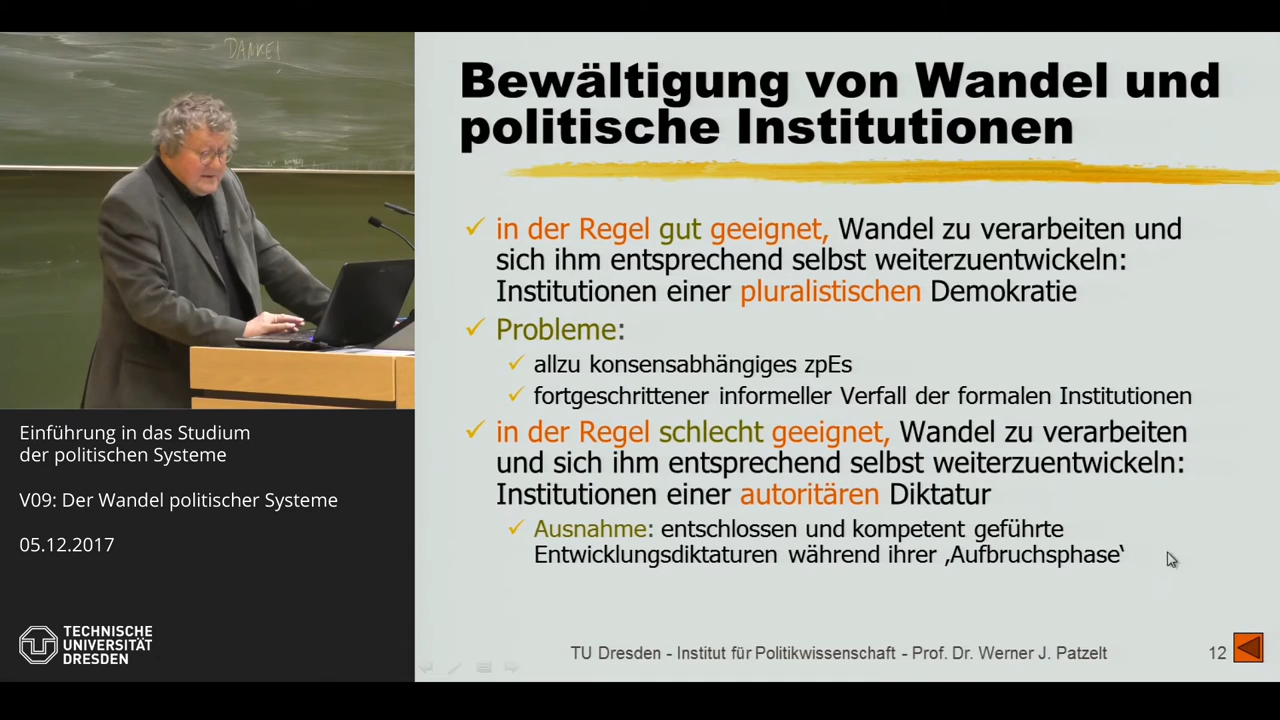 DANKE!
Bewältigung von Wandel und
politische Institutionen
in der Regel gut geeignet, Wandel zu verarbeiten und
sich ihm entsprechend selbst weiterzuentwickeln:
Institutionen einer pluralistischen Demokratie
Probleme:
allzu konsensabhängiges zpEs
fortgeschrittener informeller Verfall der formalen Institutionen
in der Regel schlecht geeignet, Wandel zu verarbeiten
und sich ihm entsprechend selbst weiterzuentwickeln:
Institutionen einer autoritären Diktatur
Ausnahme: entschlossen und kompetent geführte
Entwicklungsdiktaturen während ihrer ‚Aufbruchsphase‘
TU Dresden - Institut für Politikwissenschaft - Prof. Dr. Werner J. Patzelt
12
Einführung in das Studium
der politischen Systeme
V09: Der Wandel politischer Systeme
05.12.2017
TECHNISCHE
UNIVERSITÄT
DRESDEN